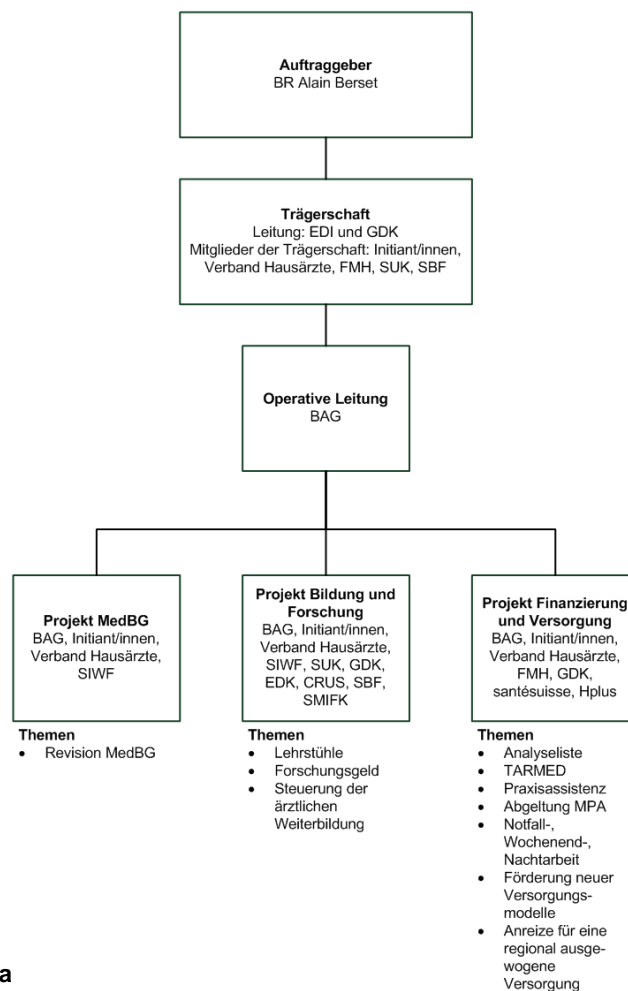 Auftraggeber
BR Alain Berset
Trägerschaft
Leitung: EDI und GDK
Mitglieder der Trägerschaft: Initiant/innen,
Verband Hausärzte, FMH, SUK, SBF
Operative Leitung
BAG
Projekt MedBG
BAG, Initiant/innen,
Verband Hausärzte,
SIWF
Themen
• Revision MedBG
Projekt Bildung und
Forschung
BAG, Initiant/innen,
Verband Hausärzte,
SIWF, SUK, GDK,
EDK, CRUS, SBF,
SMIFK
Themen
• Lehrstühle
• Forschungsgeld
• Steuerung der
ärztlichen
Weiterbildung
Projekt Finanzierung
und Versorgung
BAG, Initiant/innen,
Verband Hausärzte,
FMH, GDK,
santésuisse, Hplus
Themen
• Analyseliste
• TARMED
• Praxisassistenz
• Abgeltung MPA
• Notfall-,
Wochenend-,
Nachtarbeit
• Förderung neuer
Versorgungs-
modelle
• Anreize für eine
regional ausge-
wogene
Versorgung
a